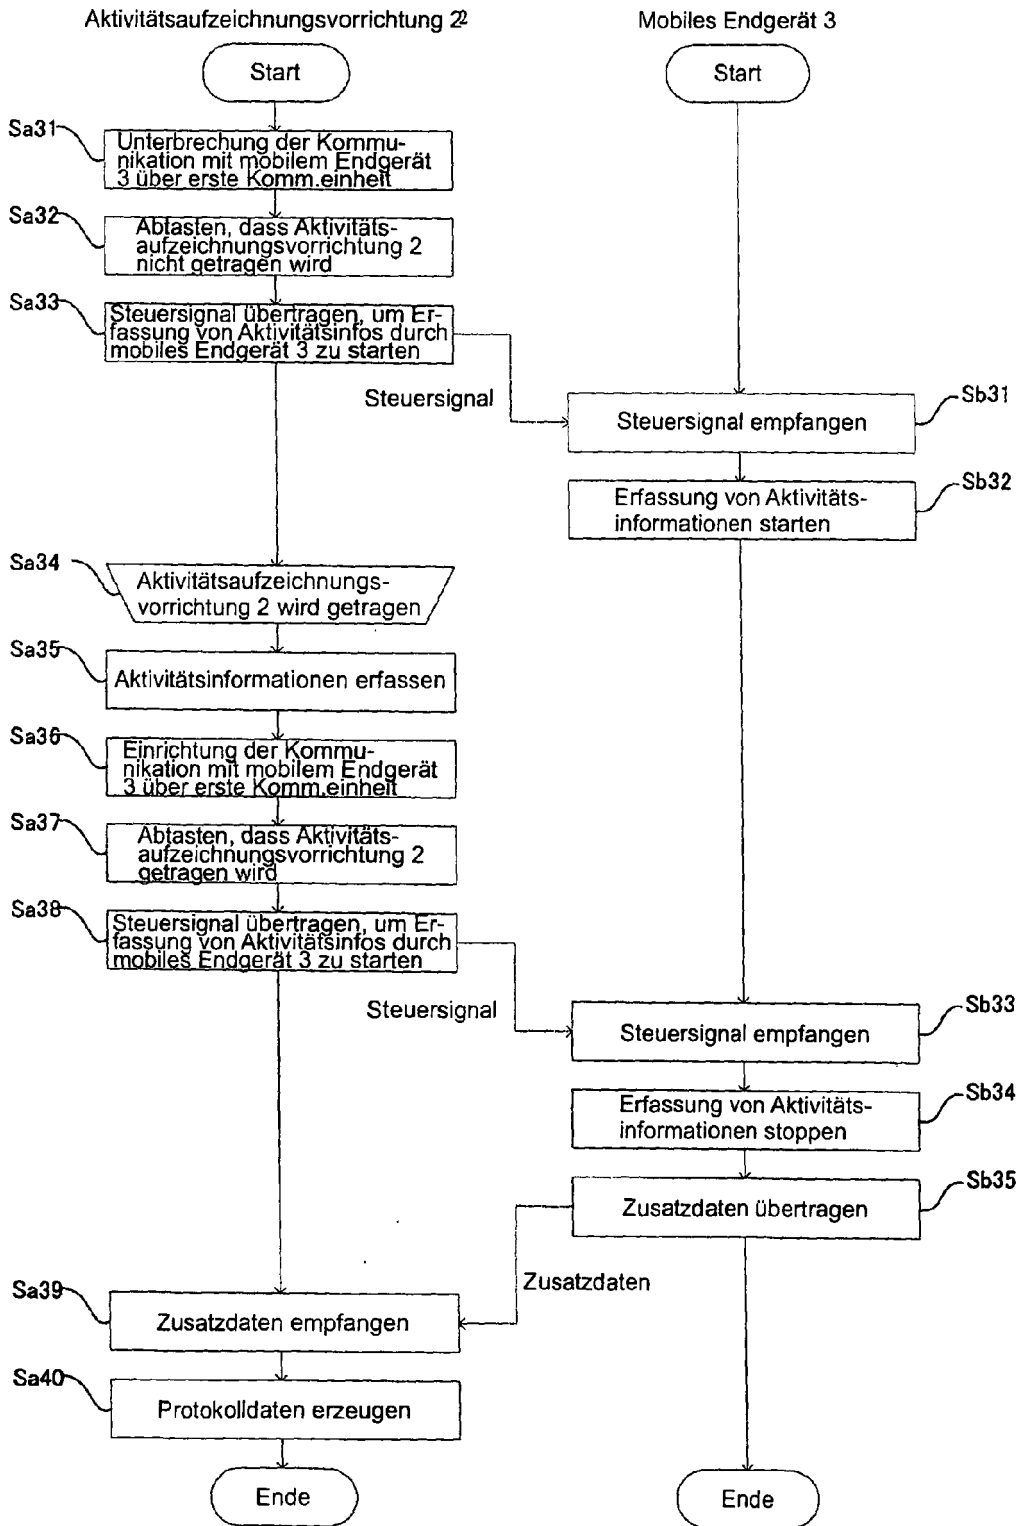 Aktivitätsaufzeichnungsvorrichtung 22
Mobiles Endgerät 3
Start
Start
Sa31
Unterbrechung der Kommu-
nikation mit mobilem Endgerät
3 über erste Komm.einheit
Sa32
Abtasten, dass Aktivitäts-
aufzeichnungsvorrichtung 2
nicht getragen wird
Sa33
Steuersignal übertragen, um Er-
fassung von Aktivitätsinfos durch
mobiles Endgerät 3 zu starten
Steuersignal
Steuersignal empfangen
Sb31
Erfassung von Aktivitäts-
informationen starten
Sb32
Sa34
Aktivitätsaufzeichnungs-
vorrichtung 2 wird getragen
Sa35
Aktivitätsinformationen erfassen
Sa36
Einrichtung der Kommu-
nikation mit mobilem Endgerät
3 über erste Komm.einheit
Sa37
Abtasten, dass Aktivitäts-
aufzeichnungsvorrichtung 2
getragen wird
Sa38
Steuersignal übertragen, um Er-
fassung von Aktivitätsinfos durch
mobiles Endgerät 3 zu starten
Steuersignal
Steuersignal empfangen
Sb33
Erfassung von Aktivitäts-
informationen stoppen
Sb34
Zusatzdaten übertragen
Sb35
Zusatzdaten
Sa39
Zusatzdaten empfangen
Sa40
Protokolldaten erzeugen
Ende
Ende